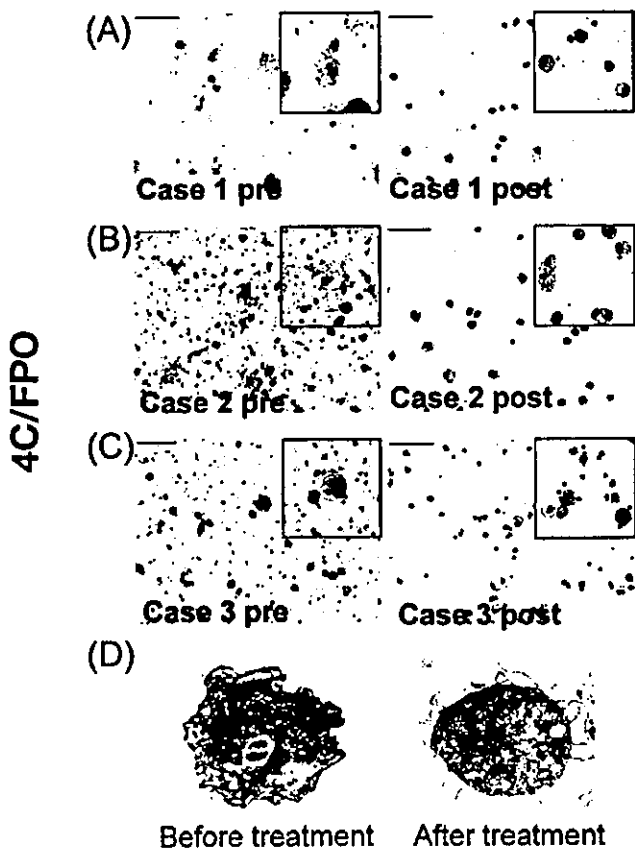 (A)
Case 1 pre
Case 1 post
(B)
Case 2 pre
Case 2 post
4C/FPO
(C)
Case 3 pre
Case 3 post
(D)
Before treatment
After treatment